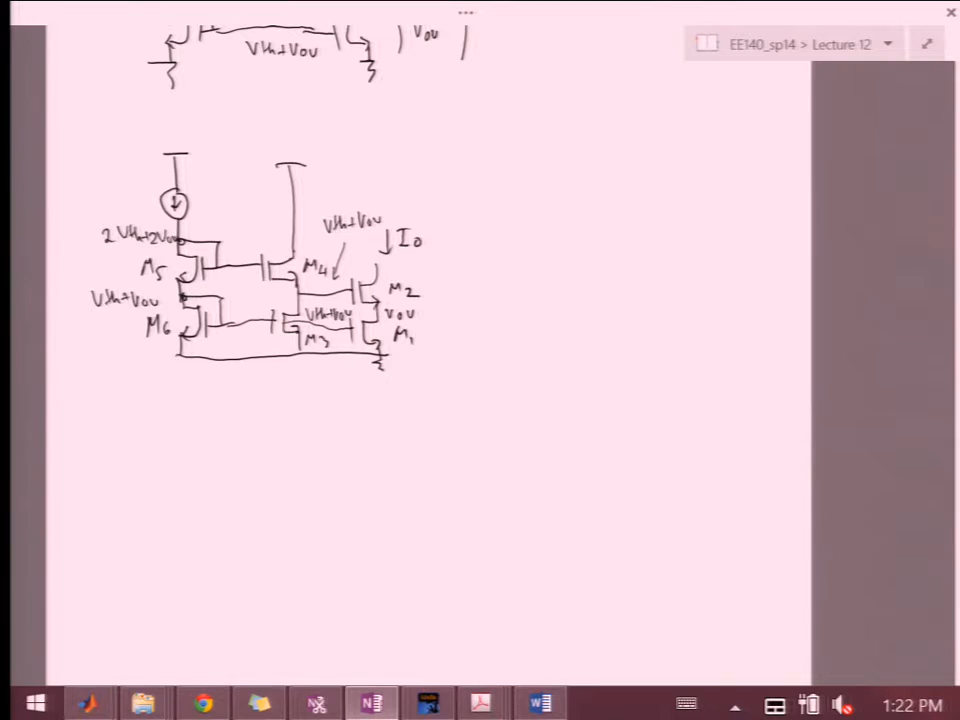 Vth+Vov
Vov
EE140_sp14 > Lecture 12
Vth+Vov
2Vth+2Vov
I0
M5
M4
M2
Vth+Vov
Vth+Vov
Vov
M6
M3
M1
1:22 PM